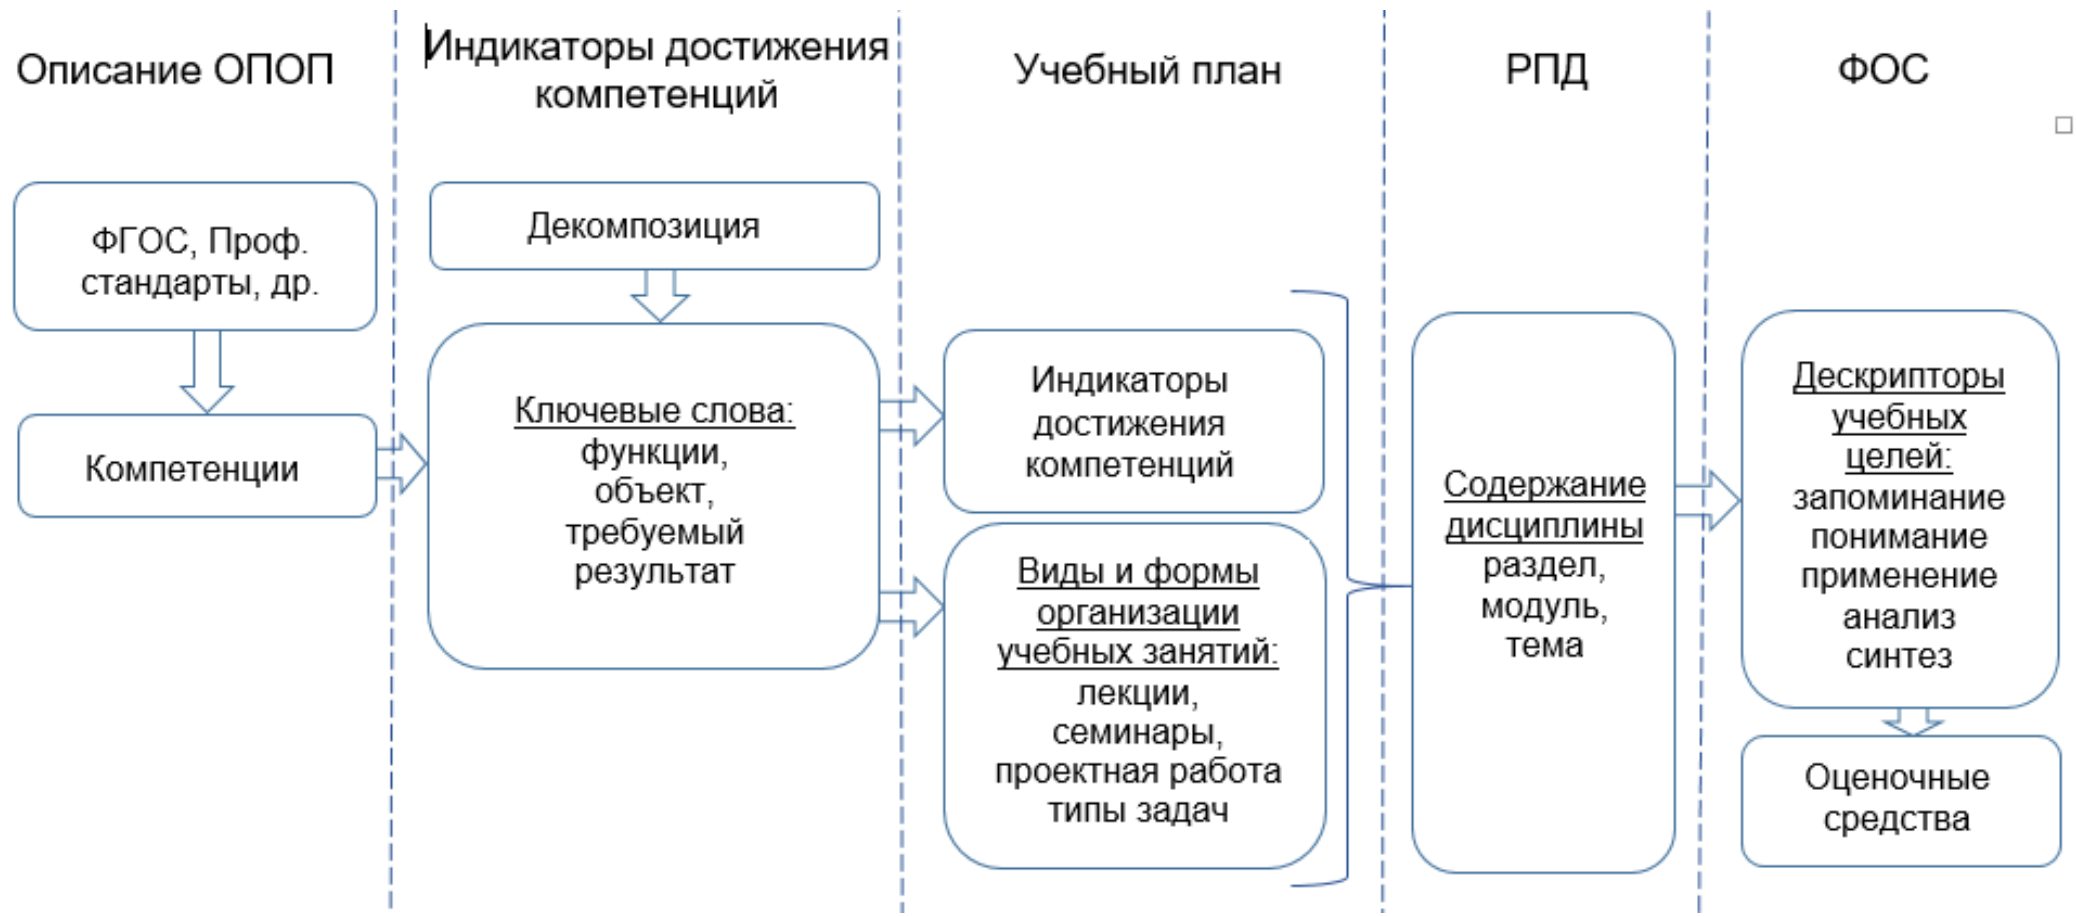 Описание ОПОП
Индикаторы достижения
компетенций
Учебный план
РПД
ФОС
ФГОС, Проф.
стандарты, др.
Компетенции
Декомпозиция
Ключевые слова:
функции,
объект,
требуемый
результат
Индикаторы
достижения
компетенций
Виды и формы
организации
учебных занятий:
лекции,
семинары,
проектная работа
типы задач
Содержание
дисциплины
раздел,
модуль,
тема
Дескрипторы
учебных
целей:
запоминание
понимание
применение
анализ
синтез
Оценочные
средства